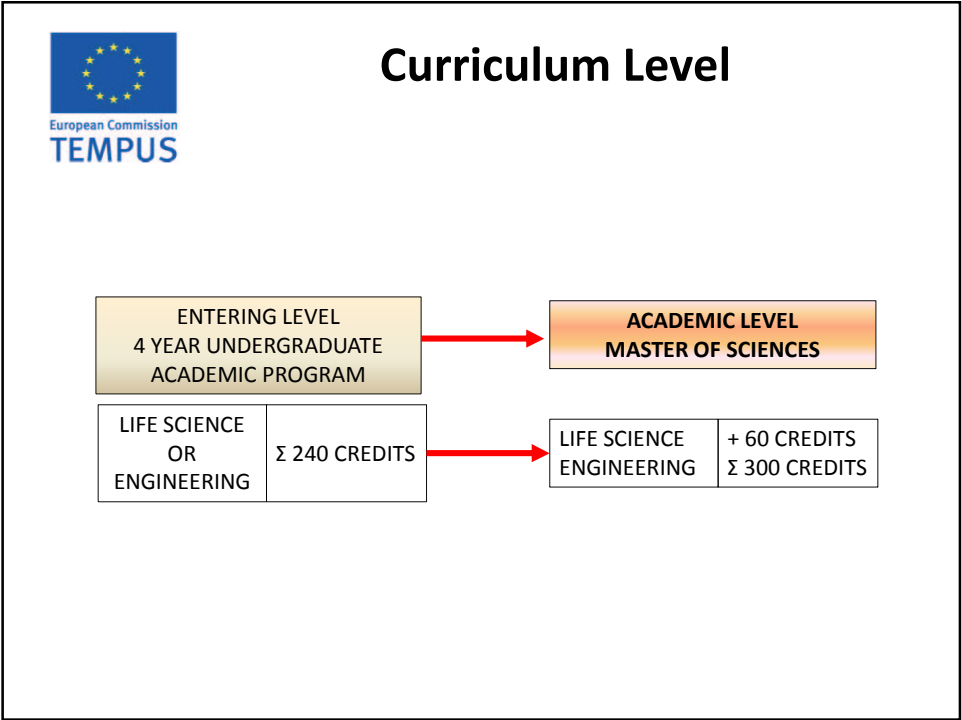 European Commission
TEMPUS
Curriculum Level
ENTERING LEVEL
4 YEAR UNDERGRADUATE
ACADEMIC PROGRAM
ACADEMIC LEVEL
MASTER OF SCIENCES
LIFE SCIENCE
OR
ENGINEERING
Σ 240 CREDITS
LIFE SCIENCE
ENGINEERING
+ 60 CREDITS
Σ 300 CREDITS